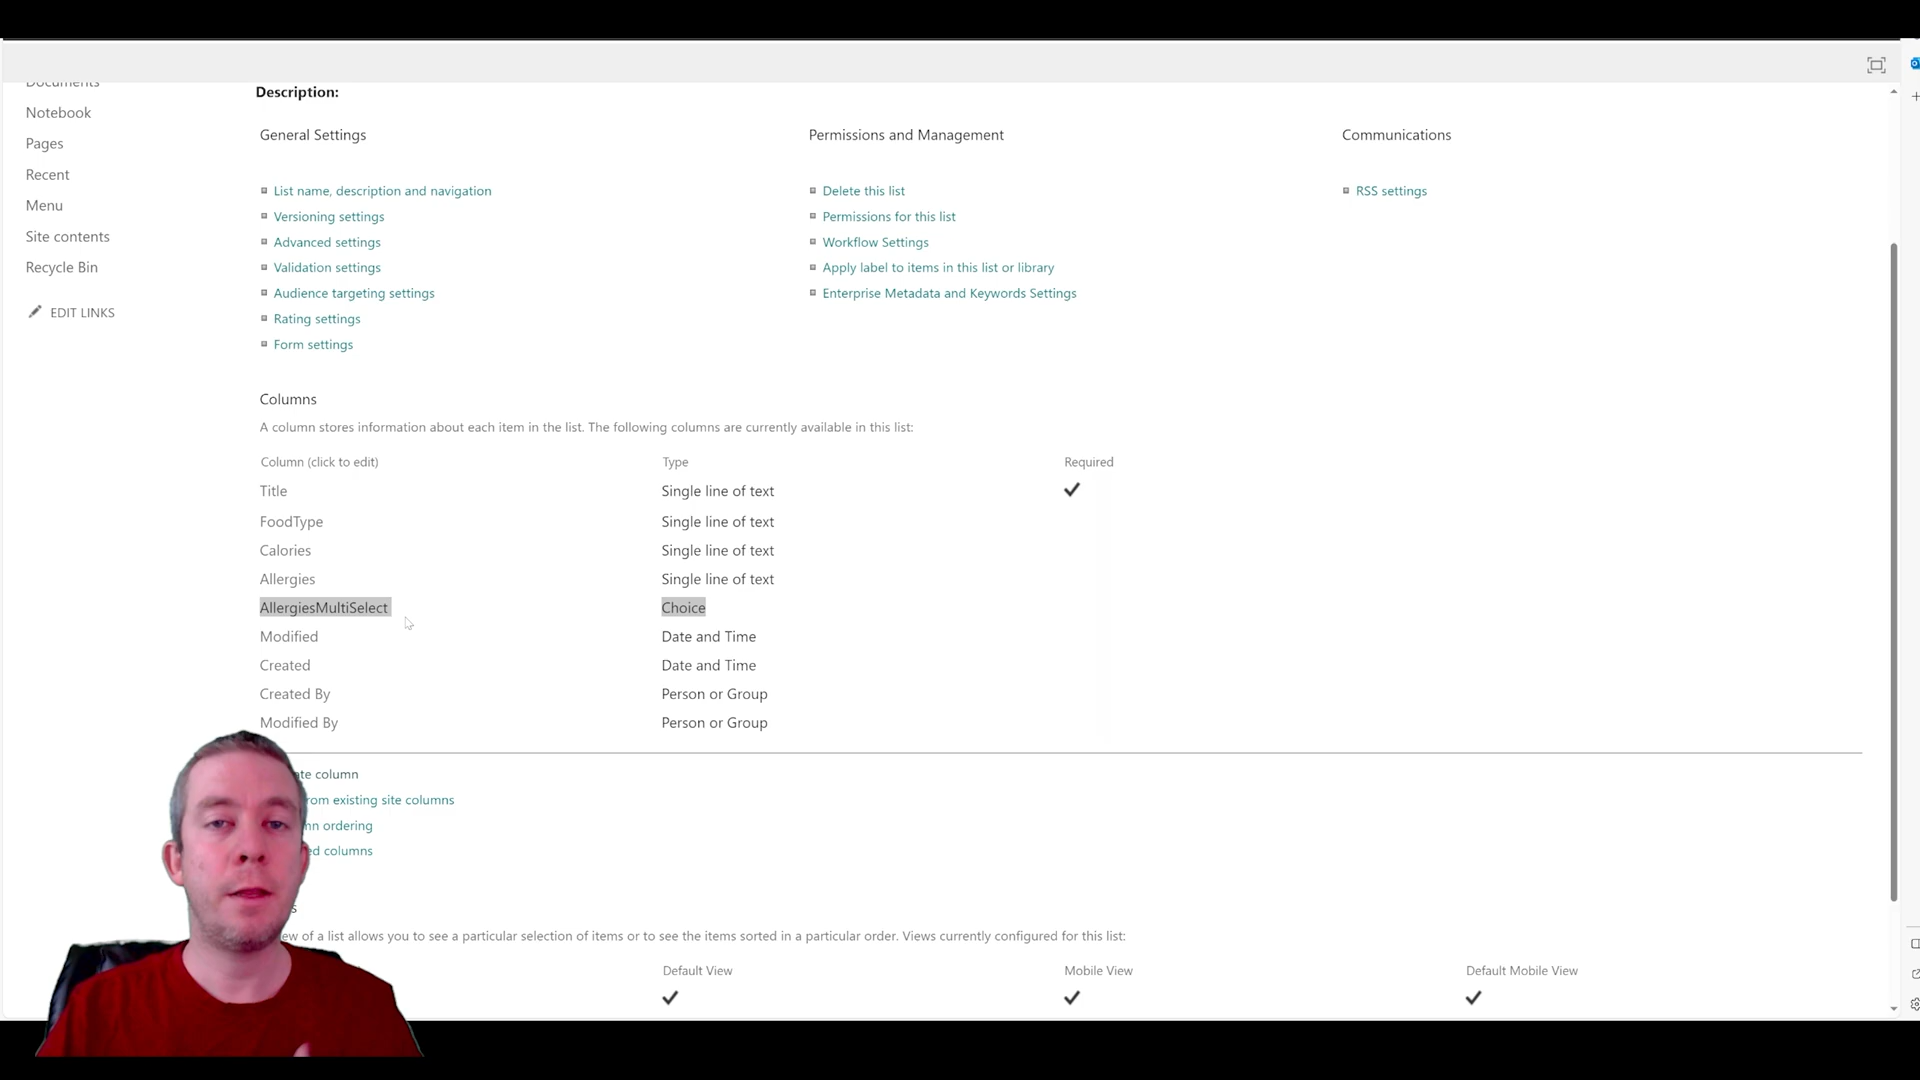 Documents
Notebook
Pages
Recent
Menu
Site contents
Recycle Bin
EDIT LINKS
Description:
General Settings
List name, description and navigation
Versioning settings
Advanced settings
Validation settings
Audience targeting settings
Rating settings
Form settings
Permissions and Management
Delete this list
Permissions for this list
Workflow Settings
Apply label to items in this list or library
Enterprise Metadata and Keywords Settings
Communications
RSS settings
Columns
A column stores information about each item in the list. The following columns are currently available in this list:
Column (click to edit) Type Required
Title Single line of text
FoodType Single line of text
Calories Single line of text
Allergies Single line of text
AllergiesMultiSelect Choice
Modified Date and Time
Created Date and Time
Created By Person or Group
Modified By Person or Group
column
existing site columns
ordering
columns
of a list allows you to see a particular selection of items or to see the items sorted in a particular order. Views currently configured for this list:
Default View Mobile View Default Mobile View